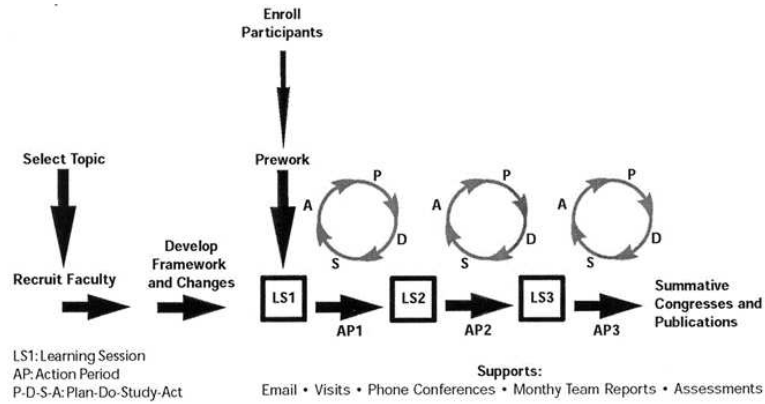 Enroll
Participants
Select Topic
Prework
P
A
D
S
P
A
D
S
P
A
D
S
Recruit Faculty
Develop
Framework
and Changes
LS1
AP1
LS2
AP2
LS3
AP3
Summative
Congresses and
Publications
LS1: Learning Session
AP: Action Period
P-D-S-A: Plan-Do-Study-Act
Supports:
Email • Visits • Phone Conferences • Monthy Team Reports • Assessments